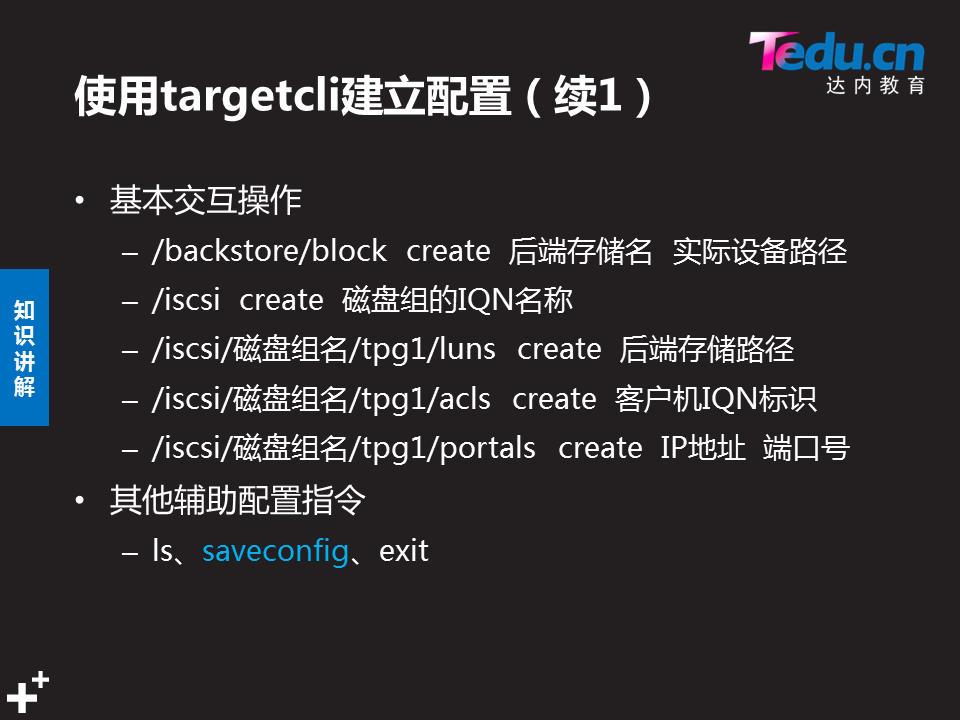 Tedu.cn
达内教育
使用targetcli建立配置（续1）
• 基本交互操作
– /backstore/block create 后端存储名 实际设备路径
– /iscsi create 磁盘组的IQN名称
– /iscsi/磁盘组名/tpg1/luns create 后端存储路径
– /iscsi/磁盘组名/tpg1/acls create 客户机IQN标识
– /iscsi/磁盘组名/tpg1/portals create IP地址 端口号
• 其他辅助配置指令
– ls、saveconfig、exit
知
识
讲
解